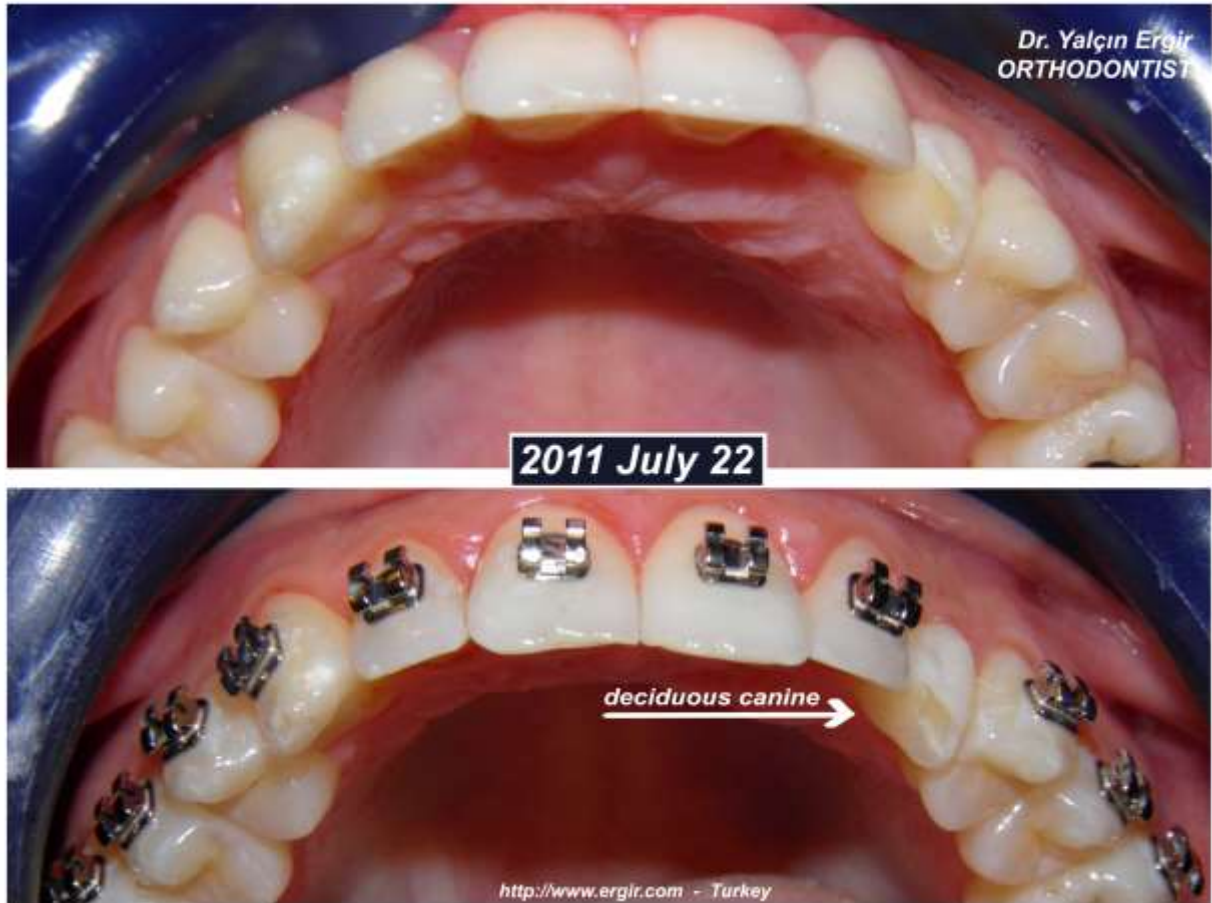 Dr. Yalçın Ergir
ORTHODONTIST
2011 July 22
deciduous canine
http://www.ergir.com - Turkey